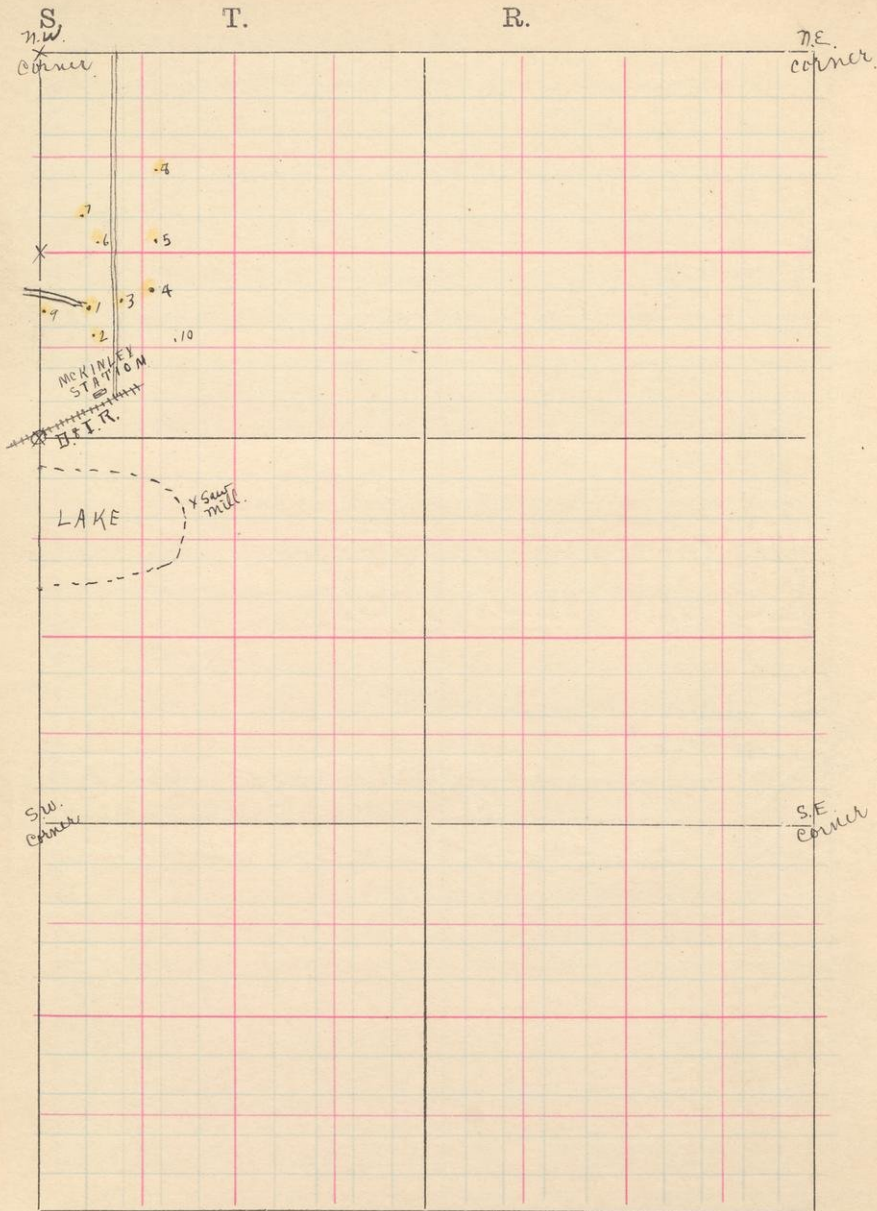 S. T. R.
N.W.
corner
N.E.
corner.
.8
.7
.6
.5
.4
.3
.1
.9
.2
.10
MCKINLEY
STATION
D. & I.R.
LAKE
x Saw
mill.
S.W.
corner
S.E.
corner